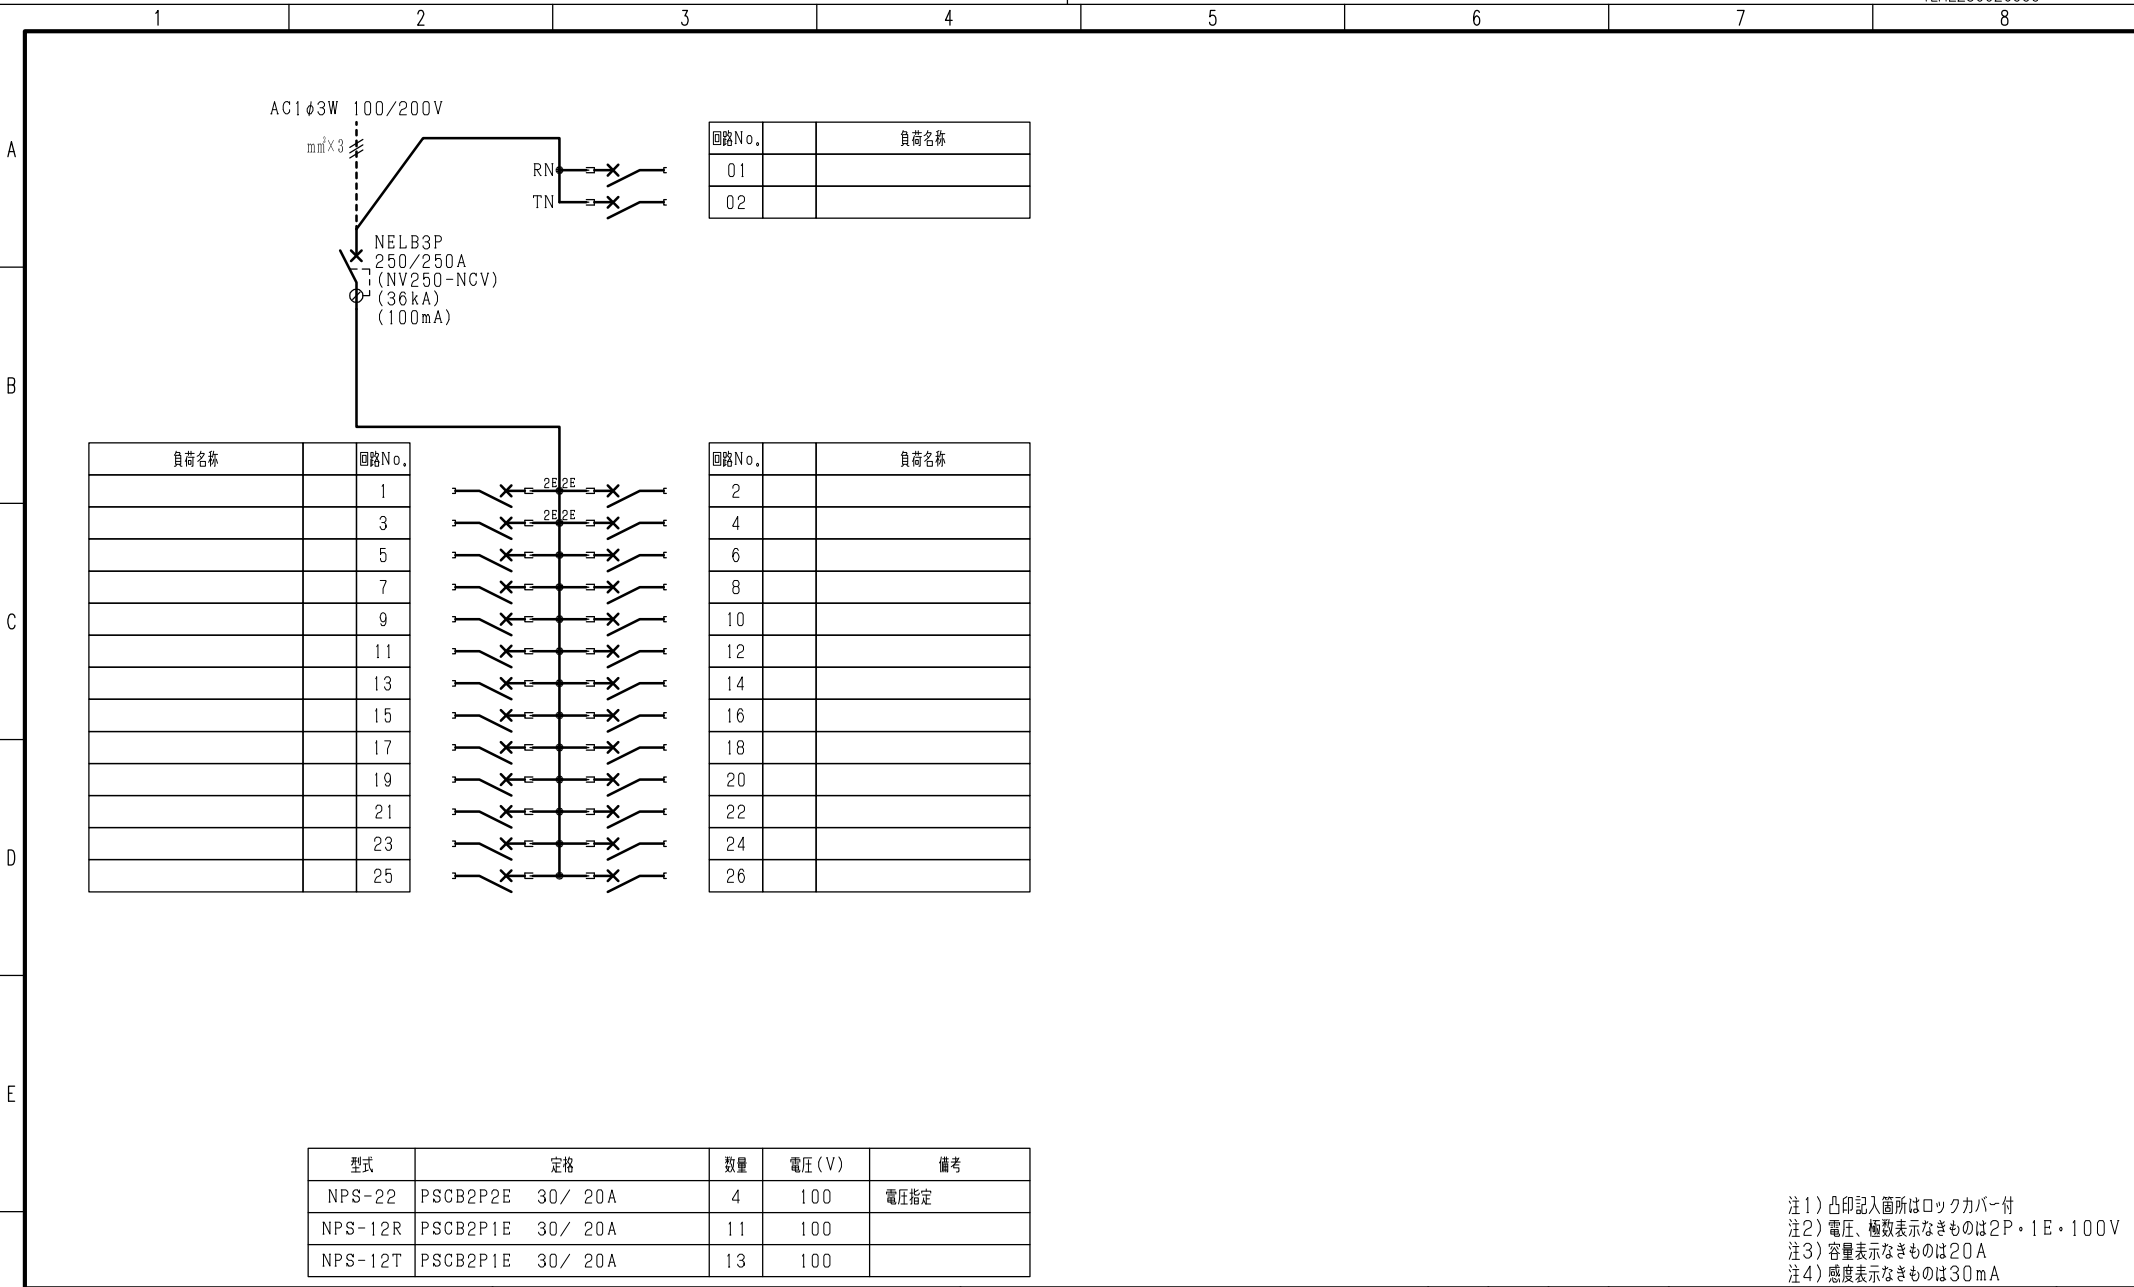 1 2 3 4 5 6 7 8
A
B
C
D
E
AC1φ3W 100/200V
mm²×3
RN
TN
NELB3P
250/250A
(NV250-NCV)
(36kA)
(100mA)
回路No. 負荷名称
01
02
負荷名称 回路No.
1
3
5
7
9
11
13
15
17
19
21
23
25
2E 2E
2E 2E
回路No. 負荷名称
2
4
6
8
10
12
14
16
18
20
22
24
26
型式 定格 数量 電圧(V) 備考
NPS-22 PSCB2P2E 30/ 20A 4 100 電圧指定
NPS-12R PSCB2P1E 30/ 20A 11 100
NPS-12T PSCB2P1E 30/ 20A 13 100
注1)凸印記入箇所はロックカバー付
注2)電圧、極数表示なきものは2P・1E・100V
注3)容量表示なきものは20A
注4)感度表示なきものは30mA